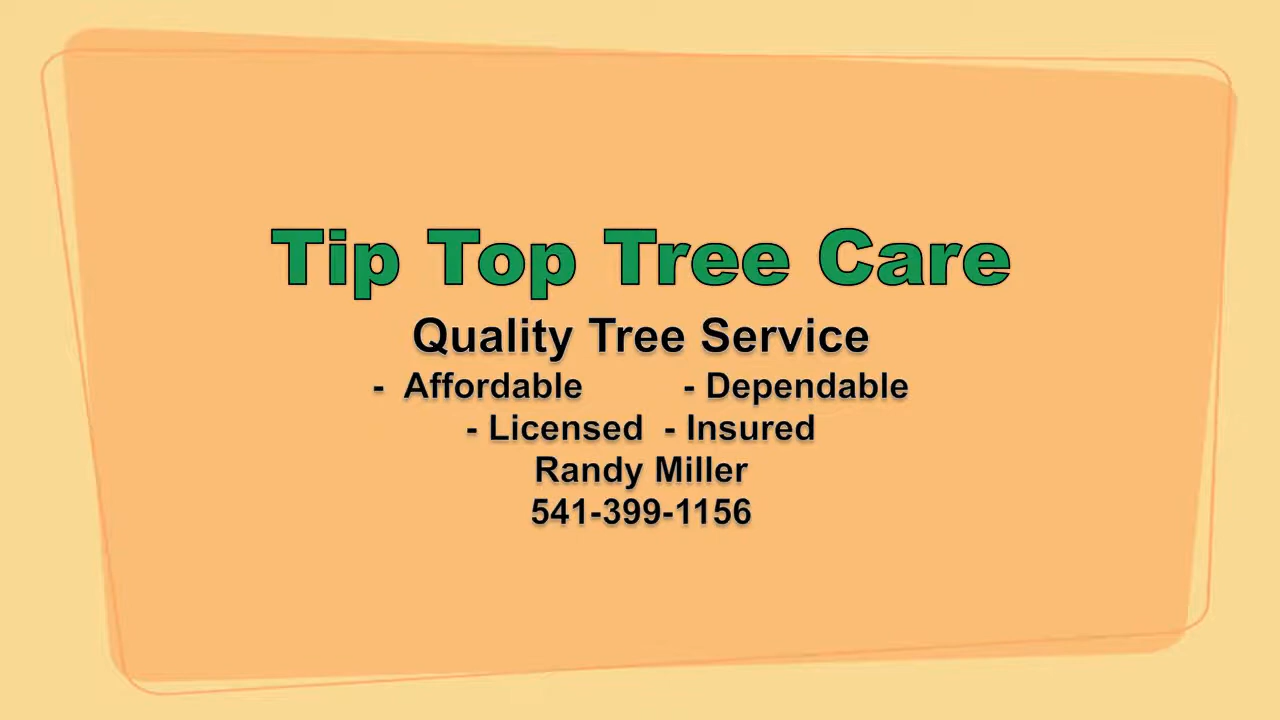 Tip Top Tree Care
Quality Tree Service
- Affordable - Dependable
- Licensed - Insured
Randy Miller
541-399-1156